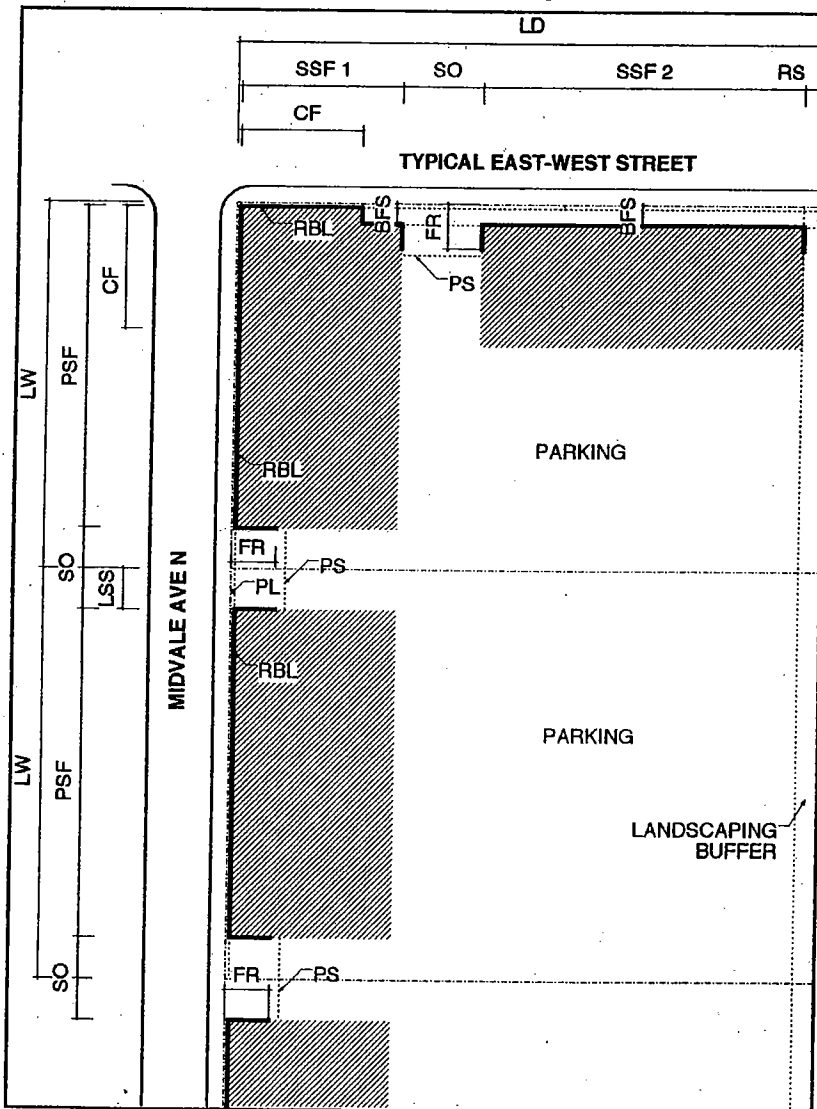 LD
SSF 1
SO
SSF 2
RS
CF
TYPICAL EAST-WEST STREET
RBL
BFS
FR
BFS
PS
CF
PSF
LW
RBL
PARKING
SO
FR
PS
LSS
PL
MIDVALE AVE N
RBL
PARKING
LW
PSF
LANDSCAPING
BUFFER
SO
FR
PS